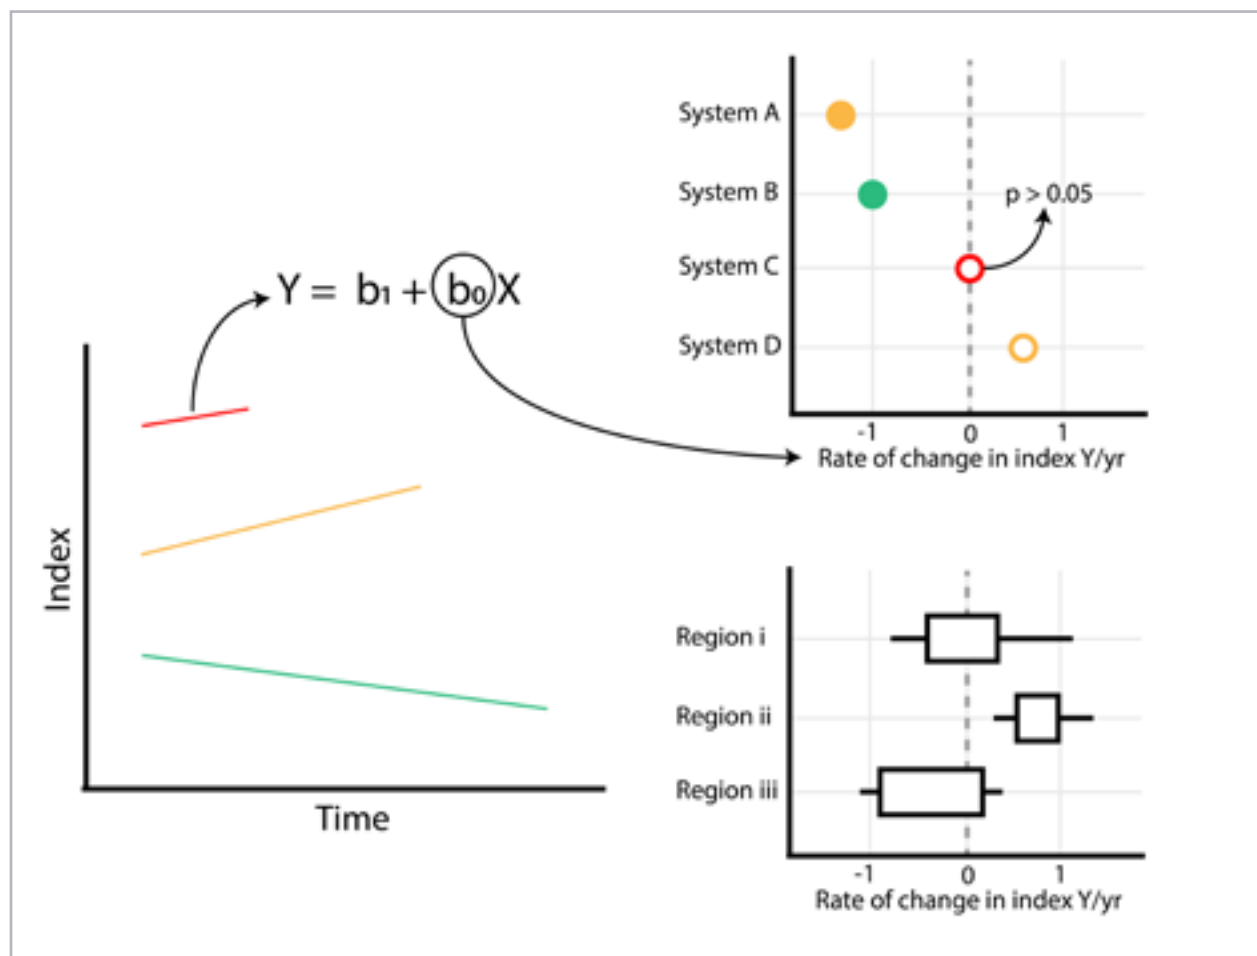 Y = b1 + b0X
Index
Time
System A
System B
p > 0.05
System C
System D
-1 0 1
Rate of change in index Y/yr
Region i
Region ii
Region iii
-1 0 1
Rate of change in index Y/yr